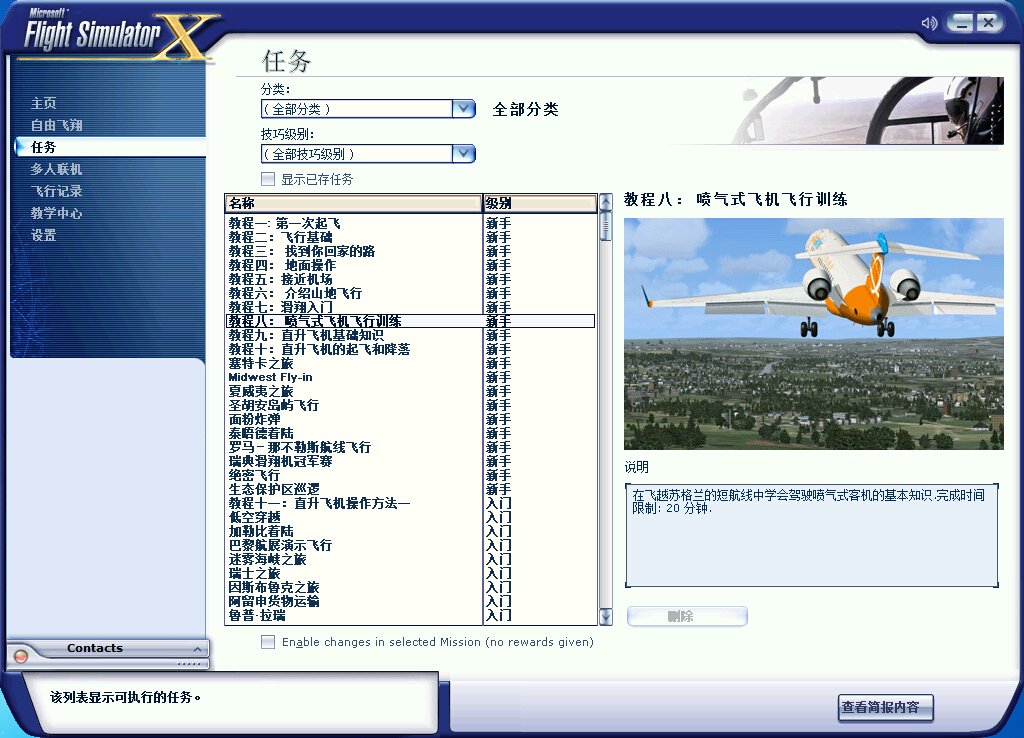 Microsoft
Flight Simulator X
主页
自由飞翔
任务
多人联机
飞行记录
教学中心
设置
任务
分类:
( 全部分类 )
全部分类
技巧级别:
( 全部技巧级别 )
显示已存任务
名称 级别
教程一: 第一次起飞 新手
教程二: 飞行基础 新手
教程三: 找到你回家的路 新手
教程四: 地面操作 新手
教程五: 接近机场 新手
教程六: 介绍山地飞行 新手
教程七: 滑翔入门 新手
教程八: 喷气式飞机飞行训练 新手
教程九: 直升飞机基础知识 新手
教程十: 直升飞机的起飞和降落 新手
塞特卡之旅 新手
Midwest Fly-in 新手
夏威夷之旅 新手
圣胡安岛屿飞行 新手
面粉炸弹 新手
泰晤德着陆 新手
罗马－那不勒斯航线飞行 新手
瑞典滑翔机冠军赛 新手
绝密飞行 新手
生态保护区巡逻 新手
教程十一: 直升飞机操作方法一 入门
低空穿越 入门
加勒比着陆 入门
巴黎航展演示飞行 入门
迷雾海峡之旅 入门
瑞士之旅 入门
因斯布鲁克之旅 入门
阿留申货物运输 入门
鲁普·拉瑞 入门
Enable changes in selected Mission (no rewards given)
教程八: 喷气式飞机飞行训练
说明
在飞越苏格兰的短航线中学会驾驶喷气式客机的基本知识.完成时间
限制: 20 分钟.
删除
Contacts
该列表显示可执行的任务。
查看简报内容